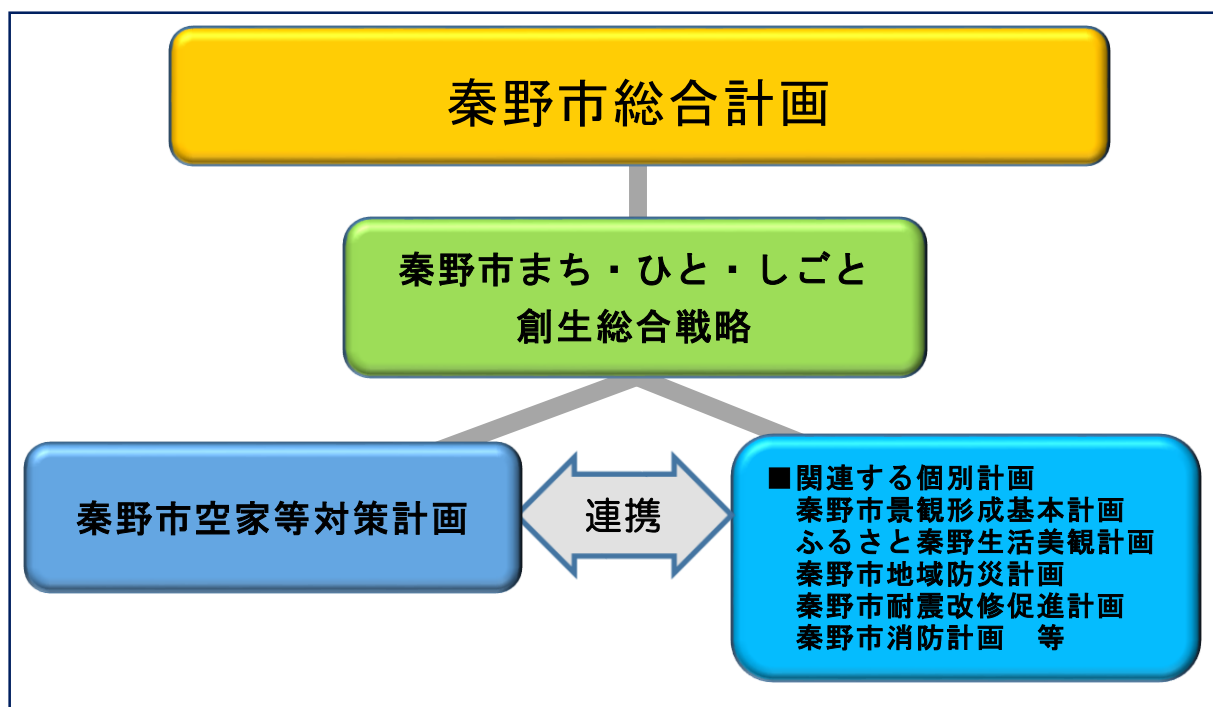 秦野市総合計画
秦野市まち・ひと・しごと
創生総合戦略
秦野市空家等対策計画
連携
■関連する個別計画
秦野市景観形成基本計画
ふるさと秦野生活美観計画
秦野市地域防災計画
秦野市耐震改修促進計画
秦野市消防計画　等